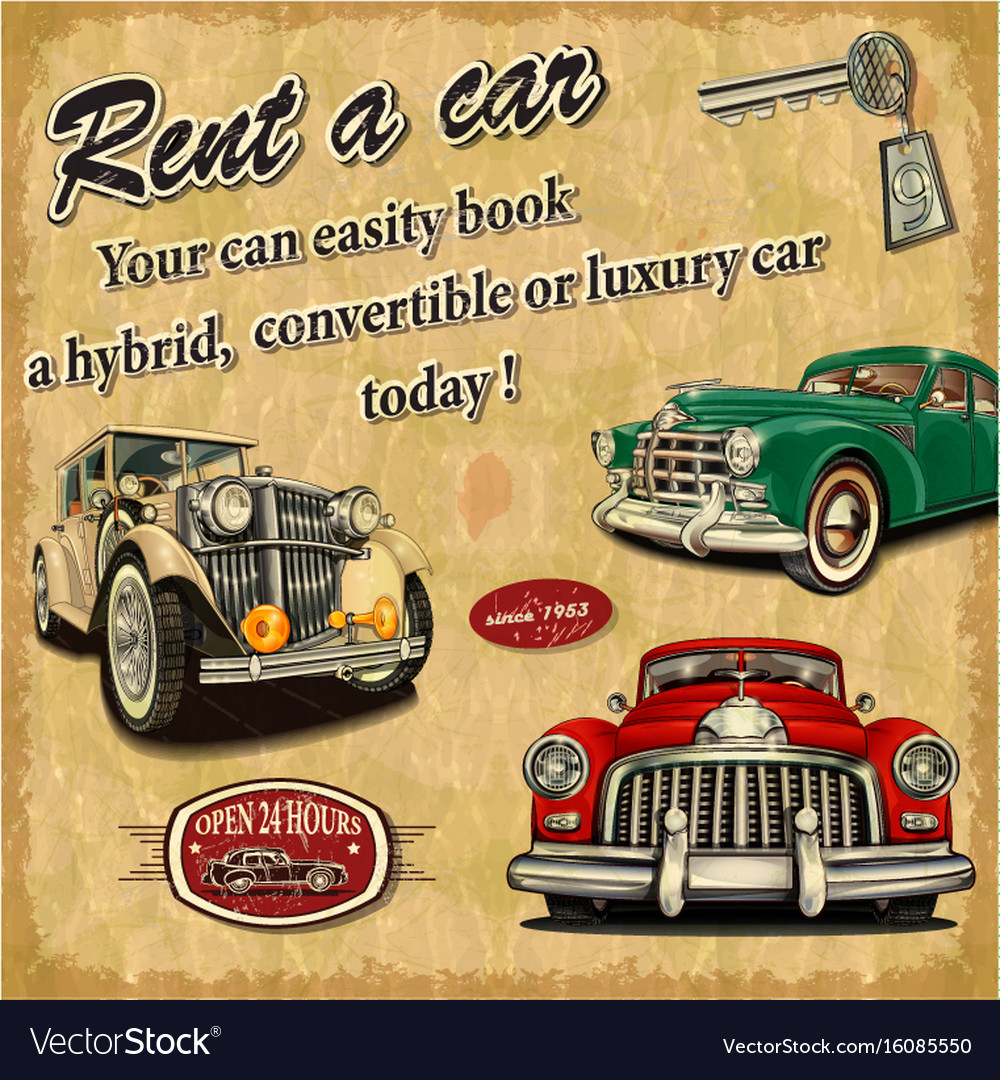 Rent a car
9
Your can easity book
a hybrid, convertible or luxury car
today !
since 1953
OPEN 24 HOURS
VectorStock®
VectorStock.com/16085550